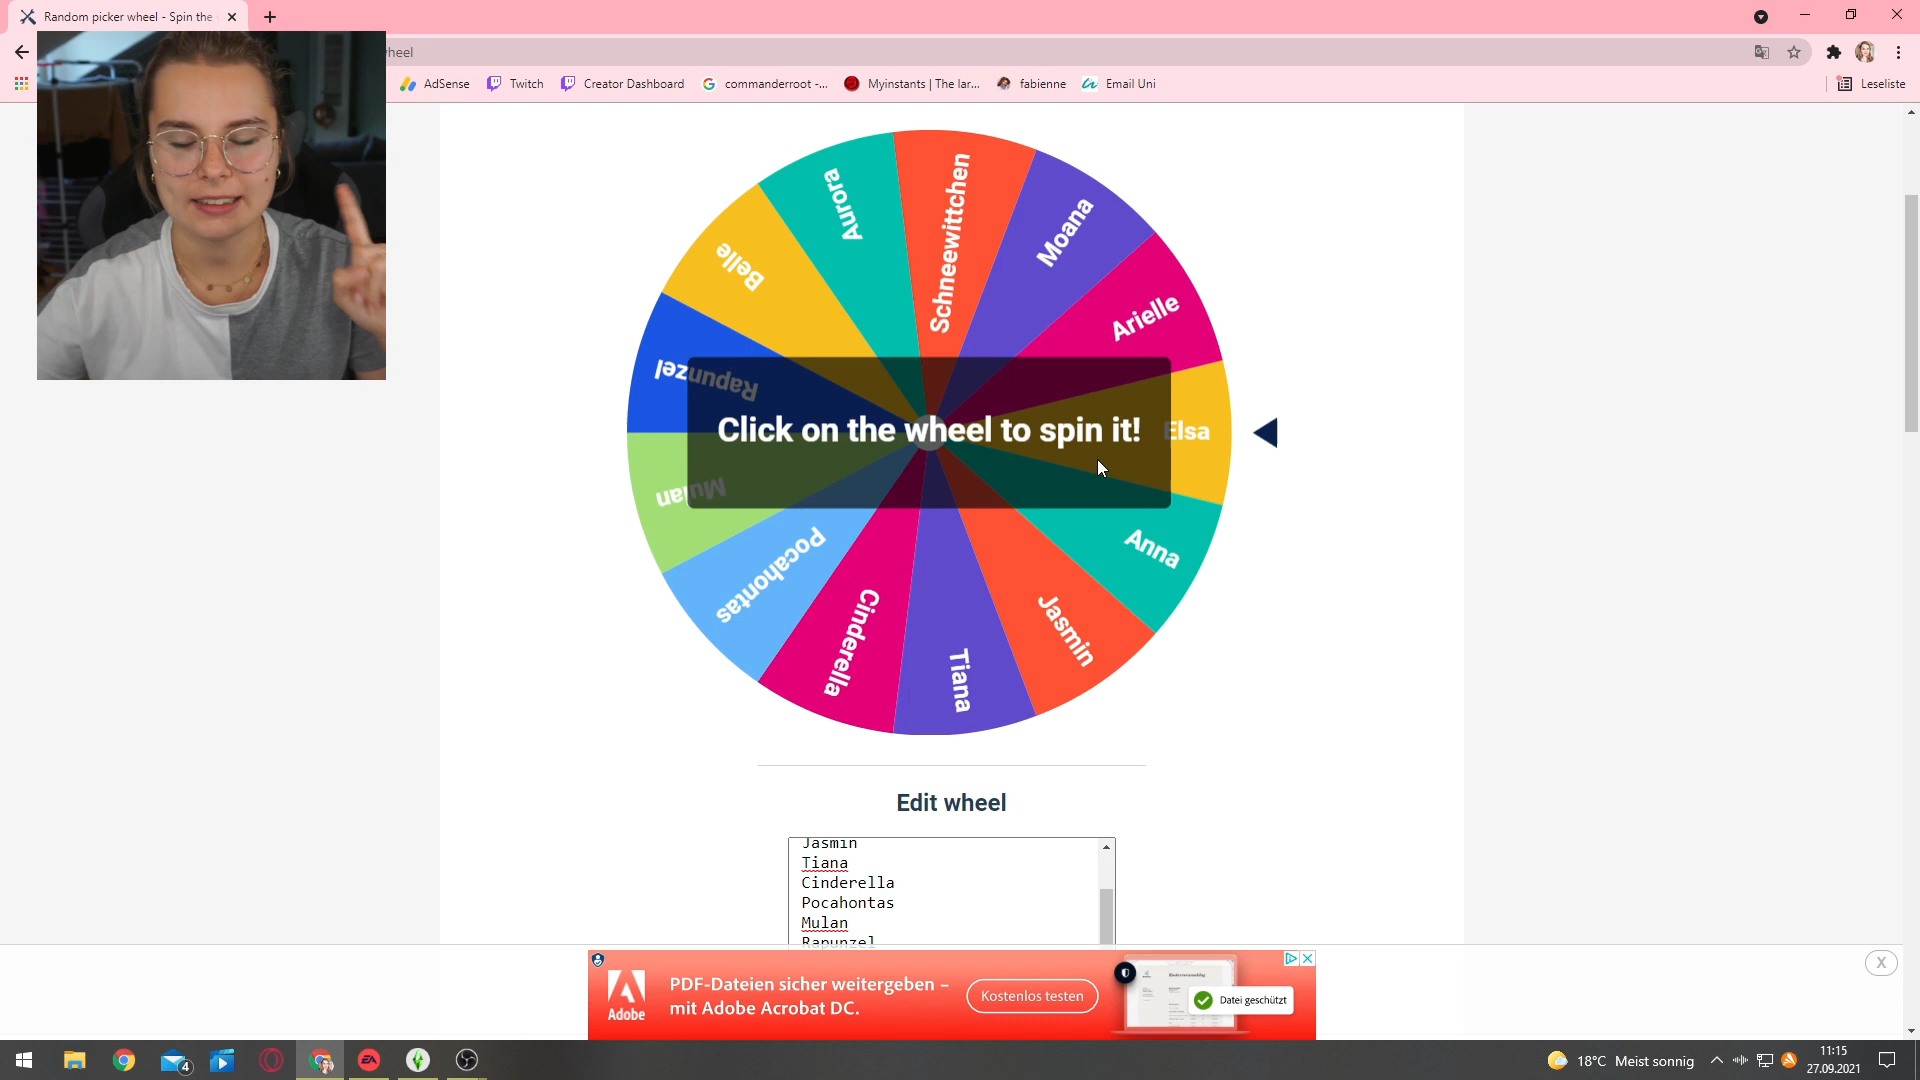 Random picker wheel - Spin the
heel
AdSense
Twitch
Creator Dashboard
commanderroot -...
Myinstants | The lar...
fabienne
Email Uni
Leseliste
Schneewittchen
Moana
Arielle
Elsa
Anna
Jasmin
Tiana
Cinderella
Pocahontas
Mulan
Rapunzel
Belle
Aurora
Click on the wheel to spin it!
Edit wheel
Jasmin
Tiana
Cinderella
Pocahontas
Mulan
Rapunzel
Adobe
PDF-Dateien sicher weitergeben –
mit Adobe Acrobat DC.
Kostenlos testen
Datei geschützt
X
4
EA
18°C Meist sonnig
11:15
27.09.2021